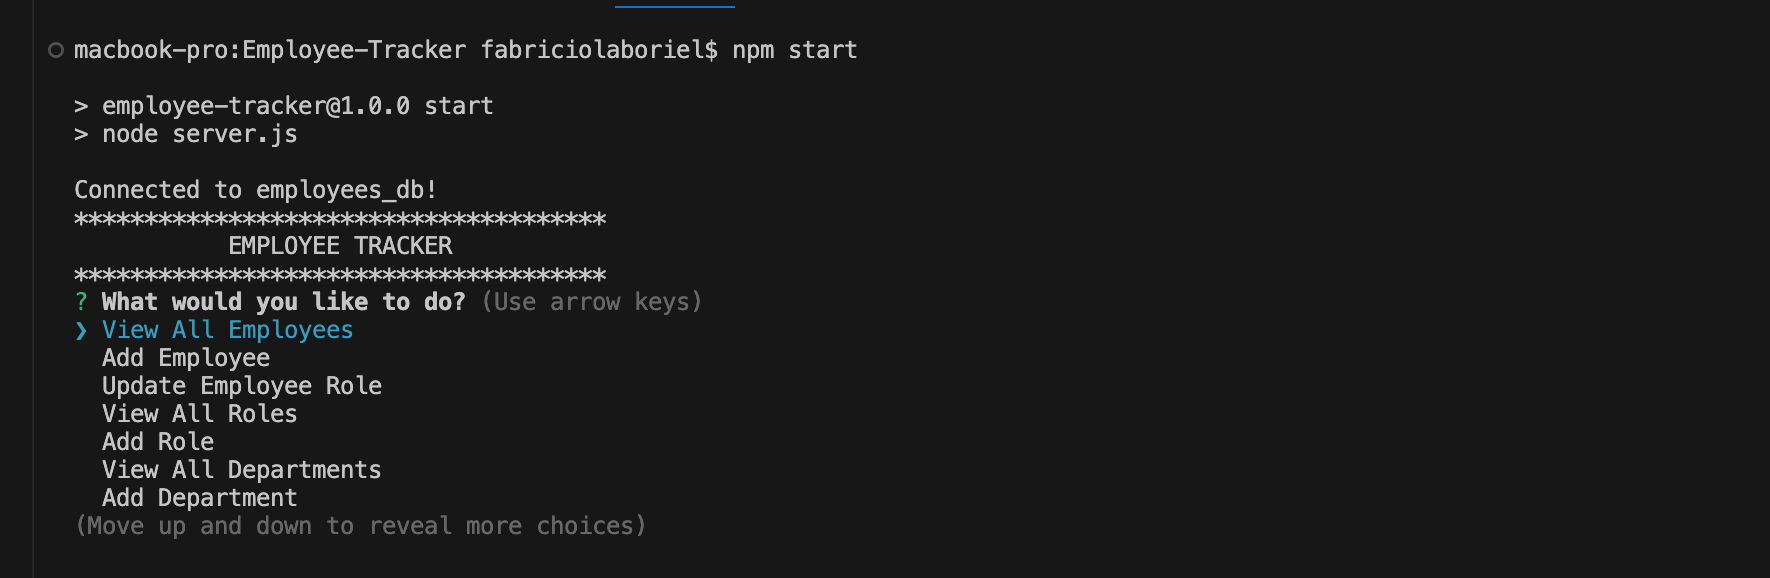 macbook-pro:Employee-Tracker fabriciolaboriel$ npm start
> employee-tracker@1.0.0 start
> node server.js
Connected to employees_db!
**************************************
EMPLOYEE TRACKER
**************************************
? What would you like to do? (Use arrow keys)
❯ View All Employees
Add Employee
Update Employee Role
View All Roles
Add Role
View All Departments
Add Department
(Move up and down to reveal more choices)